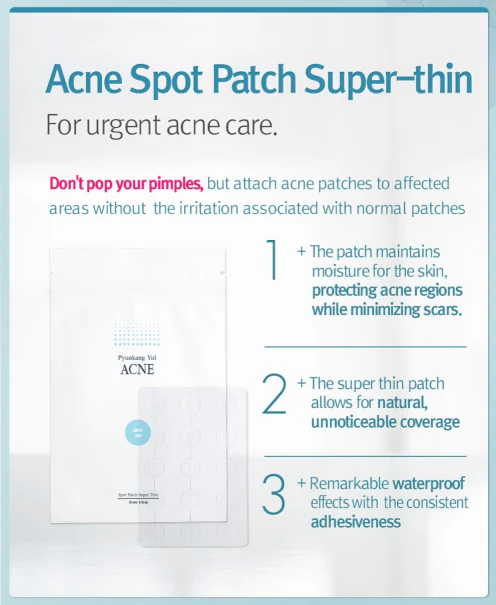 Acne Spot Patch Super-thin
For urgent acne care.
Don't pop your pimples, but attach acne patches to affected
areas without the irritation associated with normal patches
1 + The patch maintains
moisture for the skin,
protecting acne regions
while minimizing scars.
2 + The super thin patch
allows for natural,
unnoticeable coverage
3 + Remarkable waterproof
effects with the consistent
adhesiveness
Pyunkang Yul
ACNE
Spot Patch Super Thin